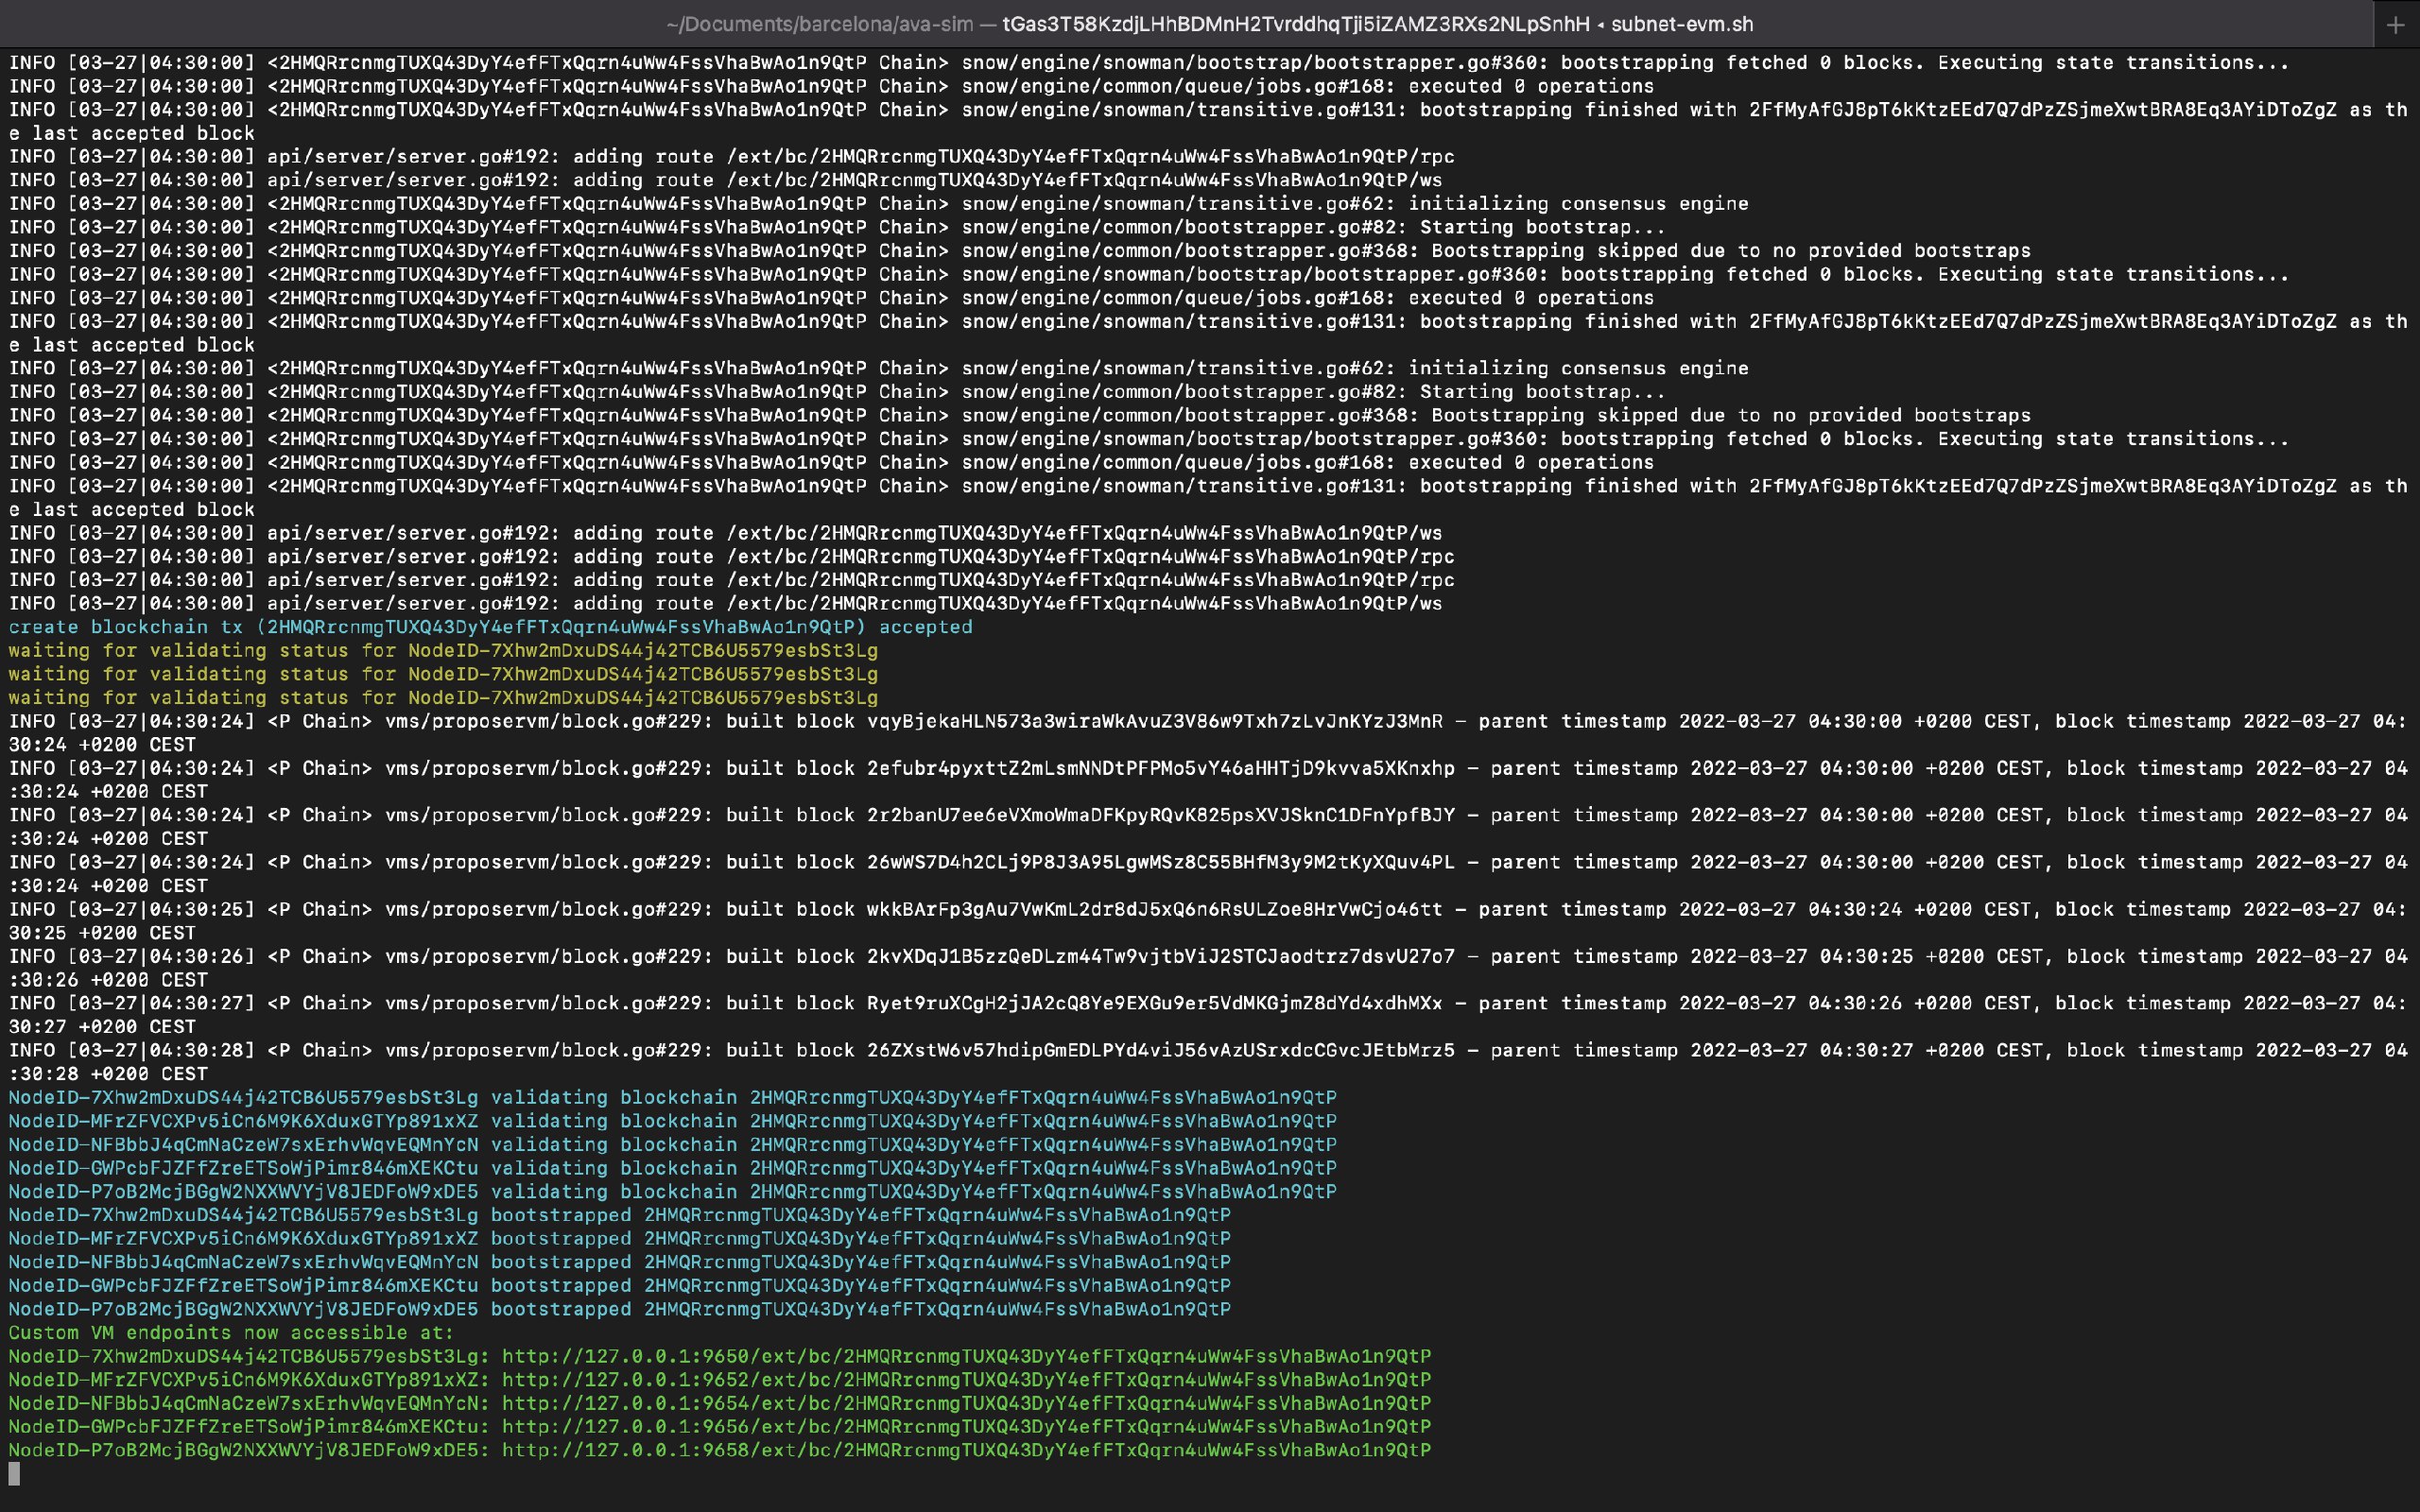 ~/Documents/barcelona/ava-sim — tGas3T58KzdjLHhBDMnH2TvrddhqTji5iZAMZ3RXs2NLpSnhH ◂ subnet-evm.sh
INFO [03-27|04:30:00] <2HMQRrcnmgTUXQ43DyY4efFTxQqrn4uWw4FssVhaBwAo1n9QtP Chain> snow/engine/snowman/bootstrap/bootstrapper.go#360: bootstrapping fetched 0 blocks. Executing state transitions...
INFO [03-27|04:30:00] <2HMQRrcnmgTUXQ43DyY4efFTxQqrn4uWw4FssVhaBwAo1n9QtP Chain> snow/engine/common/queue/jobs.go#168: executed 0 operations
INFO [03-27|04:30:00] <2HMQRrcnmgTUXQ43DyY4efFTxQqrn4uWw4FssVhaBwAo1n9QtP Chain> snow/engine/snowman/transitive.go#131: bootstrapping finished with 2FfMyAfGJ8pT6kKtzEEd7Q7dPzZSjmeXwtBRA8Eq3AYiDToZgZ as th
e last accepted block
INFO [03-27|04:30:00] api/server/server.go#192: adding route /ext/bc/2HMQRrcnmgTUXQ43DyY4efFTxQqrn4uWw4FssVhaBwAo1n9QtP/rpc
INFO [03-27|04:30:00] api/server/server.go#192: adding route /ext/bc/2HMQRrcnmgTUXQ43DyY4efFTxQqrn4uWw4FssVhaBwAo1n9QtP/ws
INFO [03-27|04:30:00] <2HMQRrcnmgTUXQ43DyY4efFTxQqrn4uWw4FssVhaBwAo1n9QtP Chain> snow/engine/snowman/transitive.go#62: initializing consensus engine
INFO [03-27|04:30:00] <2HMQRrcnmgTUXQ43DyY4efFTxQqrn4uWw4FssVhaBwAo1n9QtP Chain> snow/engine/common/bootstrapper.go#82: Starting bootstrap...
INFO [03-27|04:30:00] <2HMQRrcnmgTUXQ43DyY4efFTxQqrn4uWw4FssVhaBwAo1n9QtP Chain> snow/engine/common/bootstrapper.go#368: Bootstrapping skipped due to no provided bootstraps
INFO [03-27|04:30:00] <2HMQRrcnmgTUXQ43DyY4efFTxQqrn4uWw4FssVhaBwAo1n9QtP Chain> snow/engine/snowman/bootstrap/bootstrapper.go#360: bootstrapping fetched 0 blocks. Executing state transitions...
INFO [03-27|04:30:00] <2HMQRrcnmgTUXQ43DyY4efFTxQqrn4uWw4FssVhaBwAo1n9QtP Chain> snow/engine/common/queue/jobs.go#168: executed 0 operations
INFO [03-27|04:30:00] <2HMQRrcnmgTUXQ43DyY4efFTxQqrn4uWw4FssVhaBwAo1n9QtP Chain> snow/engine/snowman/transitive.go#131: bootstrapping finished with 2FfMyAfGJ8pT6kKtzEEd7Q7dPzZSjmeXwtBRA8Eq3AYiDToZgZ as th
e last accepted block
INFO [03-27|04:30:00] <2HMQRrcnmgTUXQ43DyY4efFTxQqrn4uWw4FssVhaBwAo1n9QtP Chain> snow/engine/snowman/transitive.go#62: initializing consensus engine
INFO [03-27|04:30:00] <2HMQRrcnmgTUXQ43DyY4efFTxQqrn4uWw4FssVhaBwAo1n9QtP Chain> snow/engine/common/bootstrapper.go#82: Starting bootstrap...
INFO [03-27|04:30:00] <2HMQRrcnmgTUXQ43DyY4efFTxQqrn4uWw4FssVhaBwAo1n9QtP Chain> snow/engine/common/bootstrapper.go#368: Bootstrapping skipped due to no provided bootstraps
INFO [03-27|04:30:00] <2HMQRrcnmgTUXQ43DyY4efFTxQqrn4uWw4FssVhaBwAo1n9QtP Chain> snow/engine/snowman/bootstrap/bootstrapper.go#360: bootstrapping fetched 0 blocks. Executing state transitions...
INFO [03-27|04:30:00] <2HMQRrcnmgTUXQ43DyY4efFTxQqrn4uWw4FssVhaBwAo1n9QtP Chain> snow/engine/common/queue/jobs.go#168: executed 0 operations
INFO [03-27|04:30:00] <2HMQRrcnmgTUXQ43DyY4efFTxQqrn4uWw4FssVhaBwAo1n9QtP Chain> snow/engine/snowman/transitive.go#131: bootstrapping finished with 2FfMyAfGJ8pT6kKtzEEd7Q7dPzZSjmeXwtBRA8Eq3AYiDToZgZ as th
e last accepted block
INFO [03-27|04:30:00] api/server/server.go#192: adding route /ext/bc/2HMQRrcnmgTUXQ43DyY4efFTxQqrn4uWw4FssVhaBwAo1n9QtP/ws
INFO [03-27|04:30:00] api/server/server.go#192: adding route /ext/bc/2HMQRrcnmgTUXQ43DyY4efFTxQqrn4uWw4FssVhaBwAo1n9QtP/rpc
INFO [03-27|04:30:00] api/server/server.go#192: adding route /ext/bc/2HMQRrcnmgTUXQ43DyY4efFTxQqrn4uWw4FssVhaBwAo1n9QtP/rpc
INFO [03-27|04:30:00] api/server/server.go#192: adding route /ext/bc/2HMQRrcnmgTUXQ43DyY4efFTxQqrn4uWw4FssVhaBwAo1n9QtP/ws
create blockchain tx (2HMQRrcnmgTUXQ43DyY4efFTxQqrn4uWw4FssVhaBwAo1n9QtP) accepted
waiting for validating status for NodeID-7Xhw2mDxuDS44j42TCB6U5579esbSt3Lg
waiting for validating status for NodeID-7Xhw2mDxuDS44j42TCB6U5579esbSt3Lg
waiting for validating status for NodeID-7Xhw2mDxuDS44j42TCB6U5579esbSt3Lg
INFO [03-27|04:30:24] <P Chain> vms/proposervm/block.go#229: built block vqyBjekaHLN573a3wiraWkAvuZ3V86w9Txh7zLvJnKYzJ3MnR - parent timestamp 2022-03-27 04:30:00 +0200 CEST, block timestamp 2022-03-27 04:
30:24 +0200 CEST
INFO [03-27|04:30:24] <P Chain> vms/proposervm/block.go#229: built block 2efubr4pyxttZ2mLsmNNDtPFPMo5vY46aHHTjD9kvva5XKnxhp - parent timestamp 2022-03-27 04:30:00 +0200 CEST, block timestamp 2022-03-27 04
:30:24 +0200 CEST
INFO [03-27|04:30:24] <P Chain> vms/proposervm/block.go#229: built block 2r2banU7ee6eVXmoWmaDFKpyRQvK825psXVJSknC1DFnYpfBJY - parent timestamp 2022-03-27 04:30:00 +0200 CEST, block timestamp 2022-03-27 04
:30:24 +0200 CEST
INFO [03-27|04:30:24] <P Chain> vms/proposervm/block.go#229: built block 26wWS7D4h2CLj9P8J3A95LgwMSz8C55BHfM3y9M2tKyXQuv4PL - parent timestamp 2022-03-27 04:30:00 +0200 CEST, block timestamp 2022-03-27 04
:30:24 +0200 CEST
INFO [03-27|04:30:25] <P Chain> vms/proposervm/block.go#229: built block wkkBArFp3gAu7VwKmL2dr8dJ5xQ6n6RsULZoe8HrVwCjo46tt - parent timestamp 2022-03-27 04:30:24 +0200 CEST, block timestamp 2022-03-27 04:
30:25 +0200 CEST
INFO [03-27|04:30:26] <P Chain> vms/proposervm/block.go#229: built block 2kvXDqJ1B5zzQeDLzm44Tw9vjtbViJ2STCJaodtrz7dsvU27o7 - parent timestamp 2022-03-27 04:30:25 +0200 CEST, block timestamp 2022-03-27 04
:30:26 +0200 CEST
INFO [03-27|04:30:27] <P Chain> vms/proposervm/block.go#229: built block Ryet9ruXCgH2jJA2cQ8Ye9EXGu9er5VdMKGjmZ8dYd4xdhMXx - parent timestamp 2022-03-27 04:30:26 +0200 CEST, block timestamp 2022-03-27 04:
30:27 +0200 CEST
INFO [03-27|04:30:28] <P Chain> vms/proposervm/block.go#229: built block 26ZXstW6v57hdipGmEDLPYd4viJ56vAzUSrxdcCGvcJEtbMrz5 - parent timestamp 2022-03-27 04:30:27 +0200 CEST, block timestamp 2022-03-27 04
:30:28 +0200 CEST
NodeID-7Xhw2mDxuDS44j42TCB6U5579esbSt3Lg validating blockchain 2HMQRrcnmgTUXQ43DyY4efFTxQqrn4uWw4FssVhaBwAo1n9QtP
NodeID-MFrZFVCXPv5iCn6M9K6XduxGTYp891xXZ validating blockchain 2HMQRrcnmgTUXQ43DyY4efFTxQqrn4uWw4FssVhaBwAo1n9QtP
NodeID-NFBbbJ4qCmNaCzeW7sxErhvWqvEQMnYcN validating blockchain 2HMQRrcnmgTUXQ43DyY4efFTxQqrn4uWw4FssVhaBwAo1n9QtP
NodeID-GWPcbFJZFfZreETSoWjPimr846mXEKCtu validating blockchain 2HMQRrcnmgTUXQ43DyY4efFTxQqrn4uWw4FssVhaBwAo1n9QtP
NodeID-P7oB2McjBGgW2NXXWVYjV8JEDFoW9xDE5 validating blockchain 2HMQRrcnmgTUXQ43DyY4efFTxQqrn4uWw4FssVhaBwAo1n9QtP
NodeID-7Xhw2mDxuDS44j42TCB6U5579esbSt3Lg bootstrapped 2HMQRrcnmgTUXQ43DyY4efFTxQqrn4uWw4FssVhaBwAo1n9QtP
NodeID-MFrZFVCXPv5iCn6M9K6XduxGTYp891xXZ bootstrapped 2HMQRrcnmgTUXQ43DyY4efFTxQqrn4uWw4FssVhaBwAo1n9QtP
NodeID-NFBbbJ4qCmNaCzeW7sxErhvWqvEQMnYcN bootstrapped 2HMQRrcnmgTUXQ43DyY4efFTxQqrn4uWw4FssVhaBwAo1n9QtP
NodeID-GWPcbFJZFfZreETSoWjPimr846mXEKCtu bootstrapped 2HMQRrcnmgTUXQ43DyY4efFTxQqrn4uWw4FssVhaBwAo1n9QtP
NodeID-P7oB2McjBGgW2NXXWVYjV8JEDFoW9xDE5 bootstrapped 2HMQRrcnmgTUXQ43DyY4efFTxQqrn4uWw4FssVhaBwAo1n9QtP
Custom VM endpoints now accessible at:
NodeID-7Xhw2mDxuDS44j42TCB6U5579esbSt3Lg: http://127.0.0.1:9650/ext/bc/2HMQRrcnmgTUXQ43DyY4efFTxQqrn4uWw4FssVhaBwAo1n9QtP
NodeID-MFrZFVCXPv5iCn6M9K6XduxGTYp891xXZ: http://127.0.0.1:9652/ext/bc/2HMQRrcnmgTUXQ43DyY4efFTxQqrn4uWw4FssVhaBwAo1n9QtP
NodeID-NFBbbJ4qCmNaCzeW7sxErhvWqvEQMnYcN: http://127.0.0.1:9654/ext/bc/2HMQRrcnmgTUXQ43DyY4efFTxQqrn4uWw4FssVhaBwAo1n9QtP
NodeID-GWPcbFJZFfZreETSoWjPimr846mXEKCtu: http://127.0.0.1:9656/ext/bc/2HMQRrcnmgTUXQ43DyY4efFTxQqrn4uWw4FssVhaBwAo1n9QtP
NodeID-P7oB2McjBGgW2NXXWVYjV8JEDFoW9xDE5: http://127.0.0.1:9658/ext/bc/2HMQRrcnmgTUXQ43DyY4efFTxQqrn4uWw4FssVhaBwAo1n9QtP